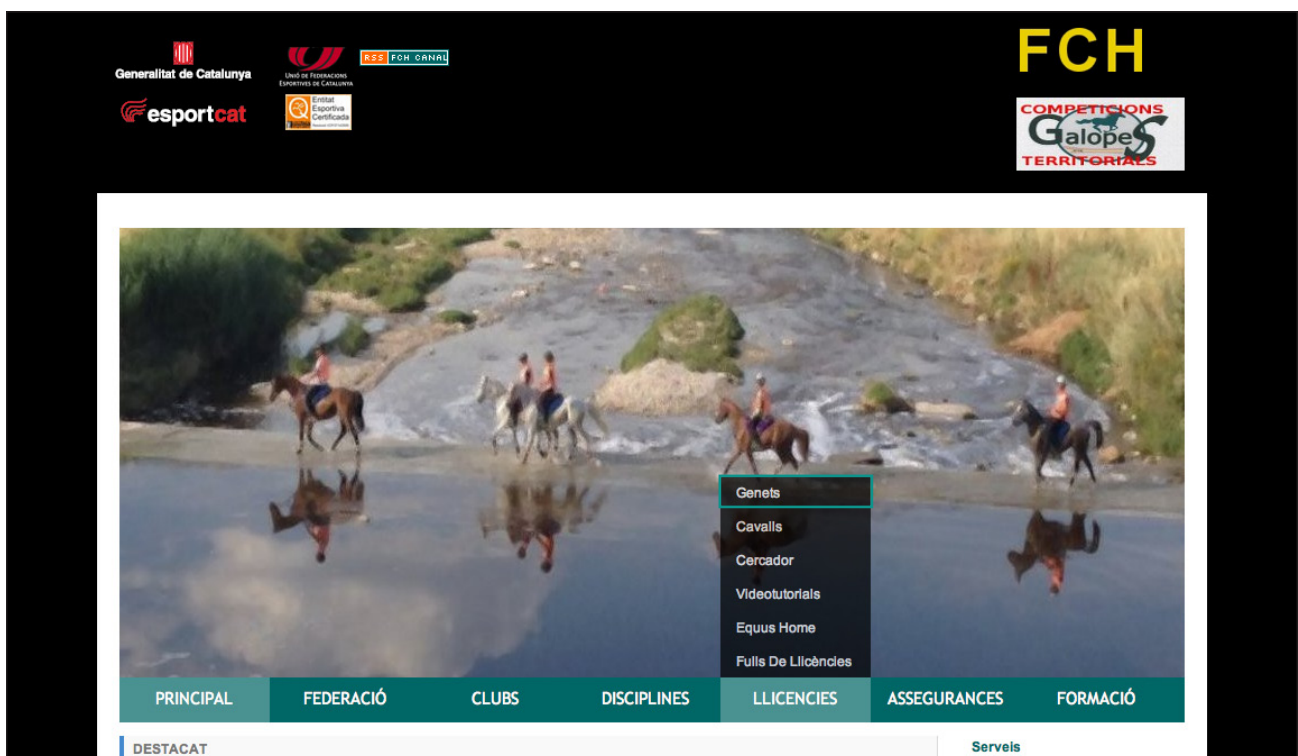 Generalitat de Catalunya
UNIÓ DE FEDERACIONS
ESPORTIVES DE CATALUNYA
RSS FCH CANAL
FCH
esportcat
Entitat
Esportiva
Certificada
COMPETICIONS
Galopes
TERRITORIALS
Genets
Cavalls
Cercador
Videotutorials
Equus Home
Fulls De Llicències
PRINCIPAL FEDERACIÓ CLUBS DISCIPLINES LLICENCIES ASSEGURANCES FORMACIÓ
DESTACAT
Serveis